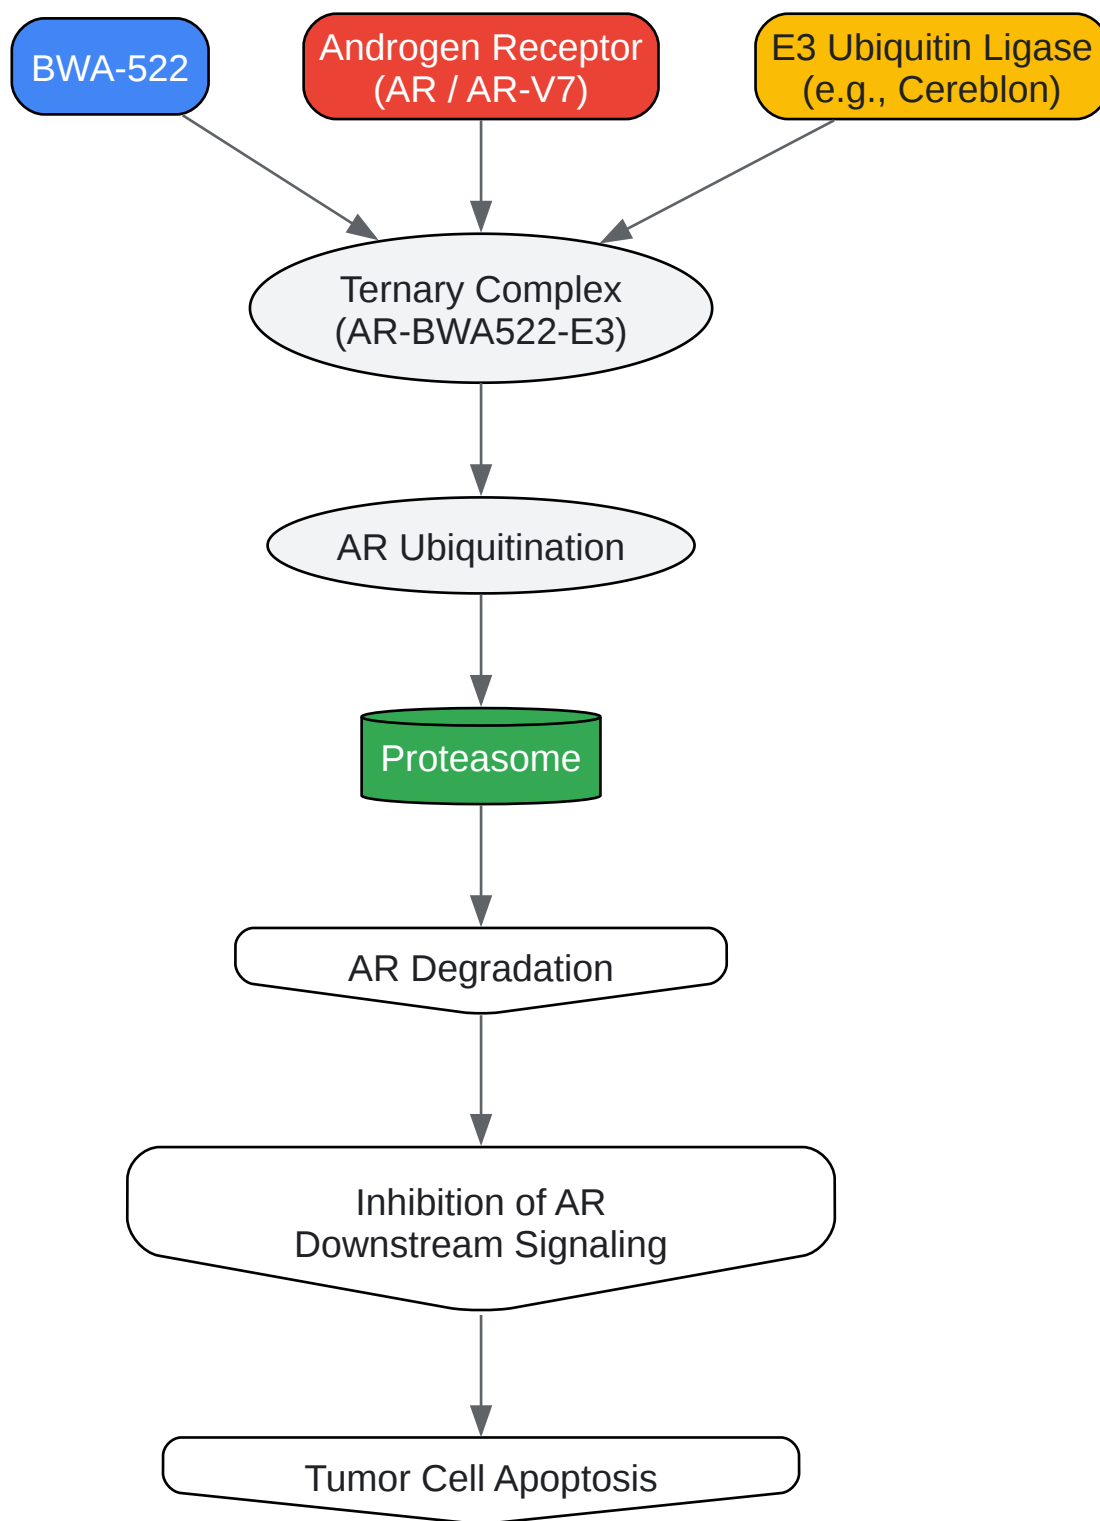 BWA-522
Androgen Receptor
(AR / AR-V7)
E3 Ubiquitin Ligase
(e.g., Cereblon)
Ternary Complex
(AR-BWA522-E3)
AR Ubiquitination
Proteasome
AR Degradation
Inhibition of AR
Downstream Signaling
Tumor Cell Apoptosis